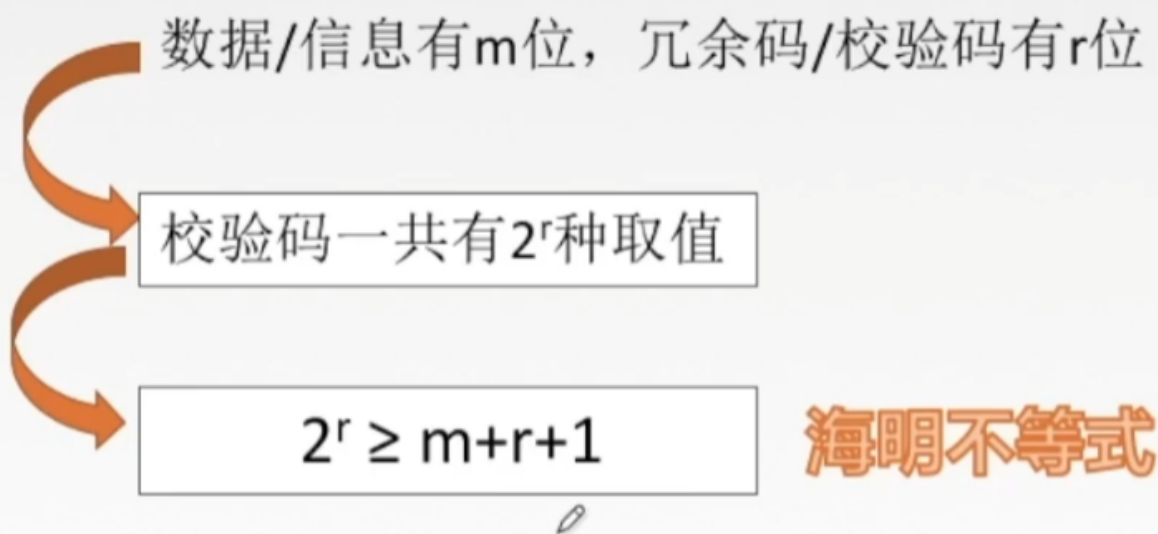 数据/信息有m位，冗余码/校验码有r位
校验码一共有2ʳ种取值
2ʳ ≥ m+r+1
海明不等式